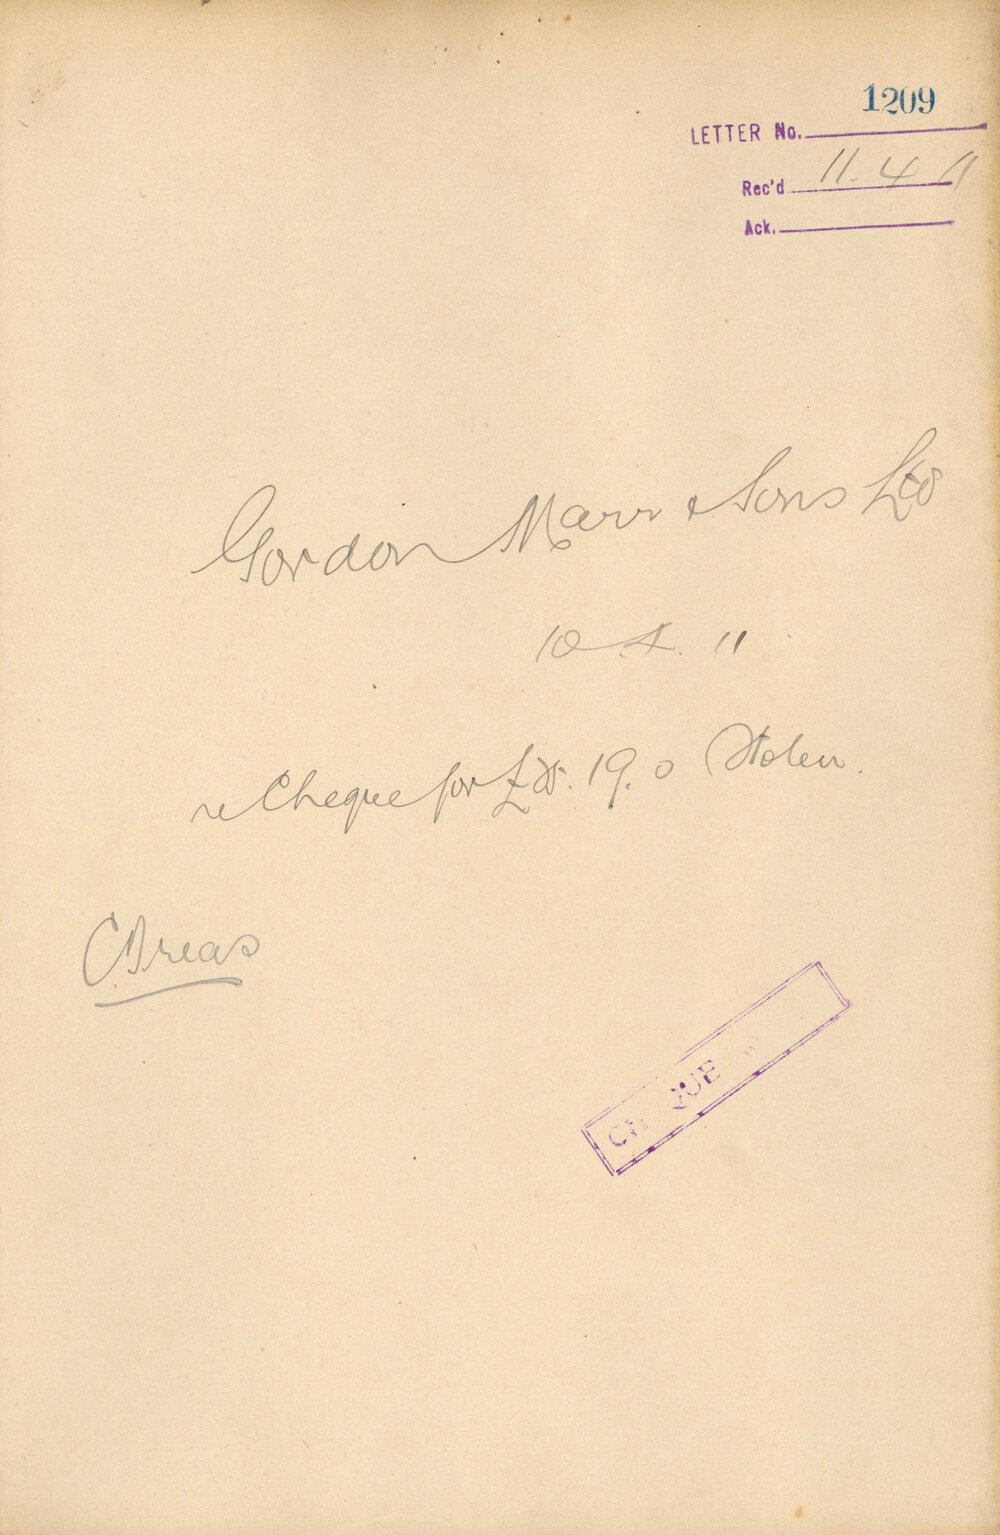 1209
LETTER No.
Rec'd 11.4.11
Ack.
Gordon Marr & Sons Ltd
10.4.11
re Cheque for £ 19.0 Stolen.
C
QUE